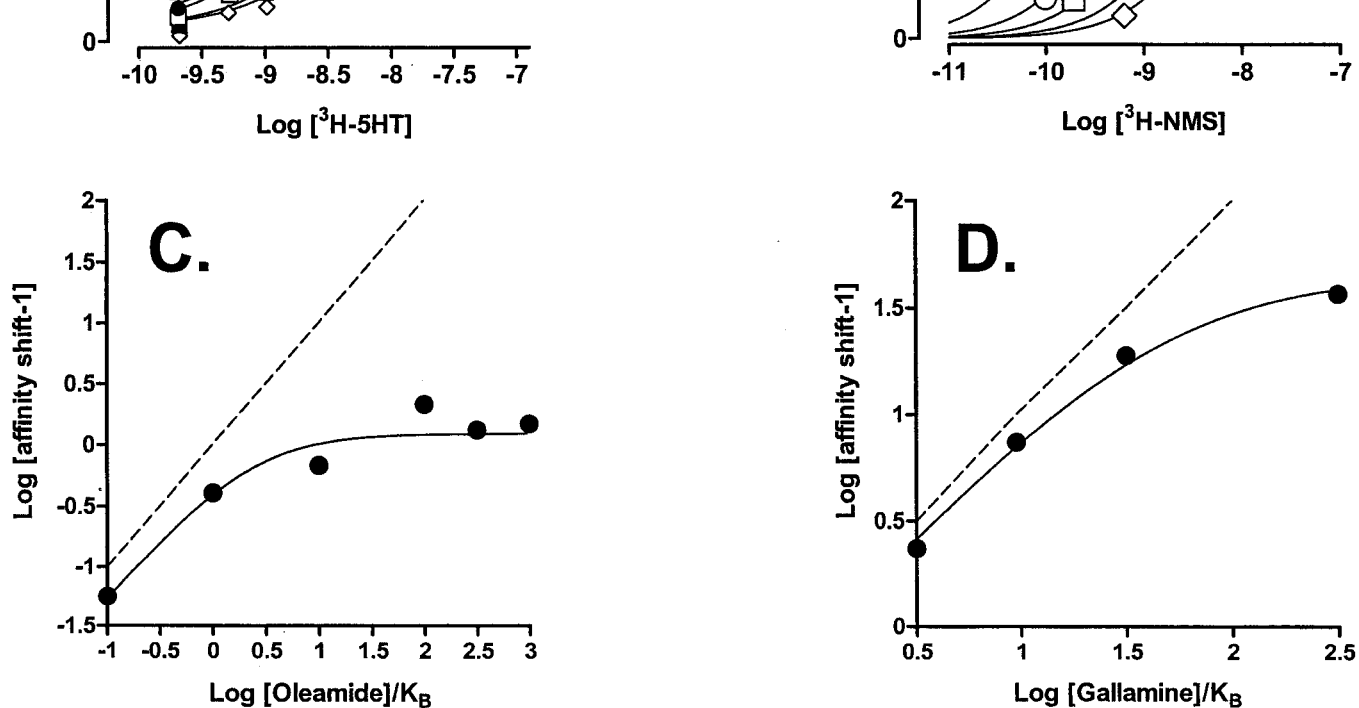 0
-10 -9.5 -9 -8.5 -8 -7.5 -7
Log [³H-5HT]
0
-11 -10 -9 -8 -7
Log [³H-NMS]
C.
2
1.5
1
0.5
0
-0.5
-1
-1.5
Log [affinity shift-1]
-1 -0.5 0 0.5 1 1.5 2 2.5 3
Log [Oleamide]/K_B
D.
2
1.5
1
0.5
0
Log [affinity shift-1]
0.5 1 1.5 2 2.5
Log [Gallamine]/K_B